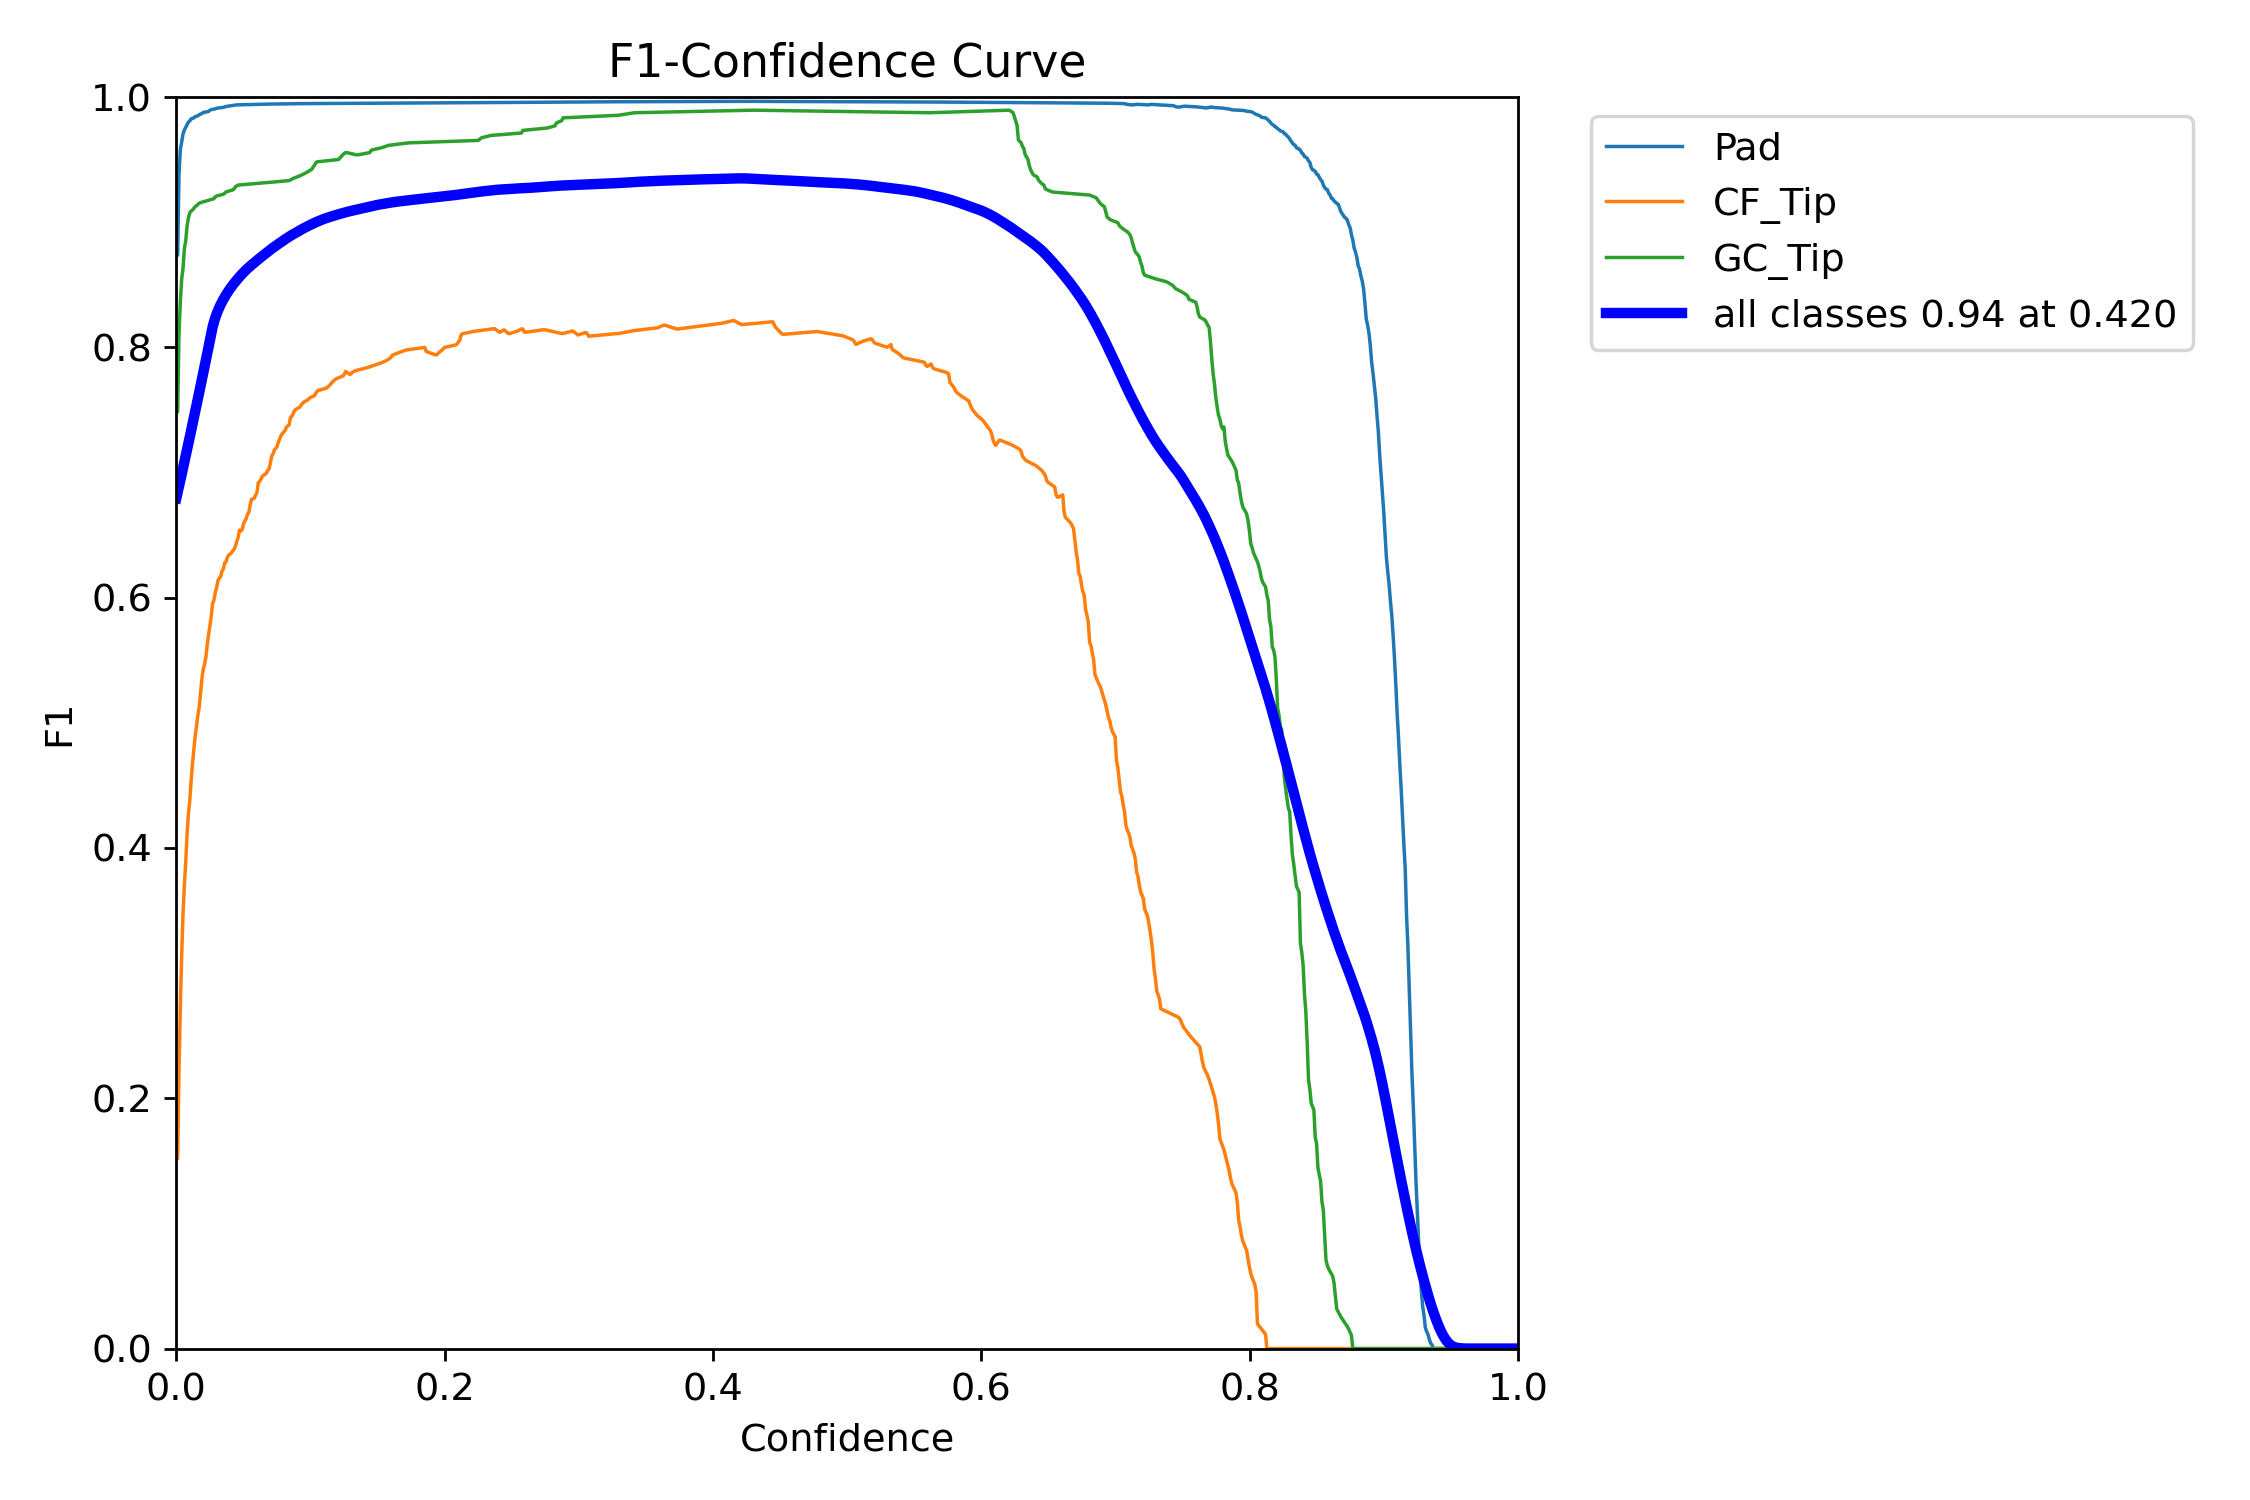 F1-Confidence Curve
1.0
0.8
0.6
0.4
0.2
0.0
F1
0.0 0.2 0.4 0.6 0.8 1.0
Confidence
Pad
CF_Tip
GC_Tip
all classes 0.94 at 0.420